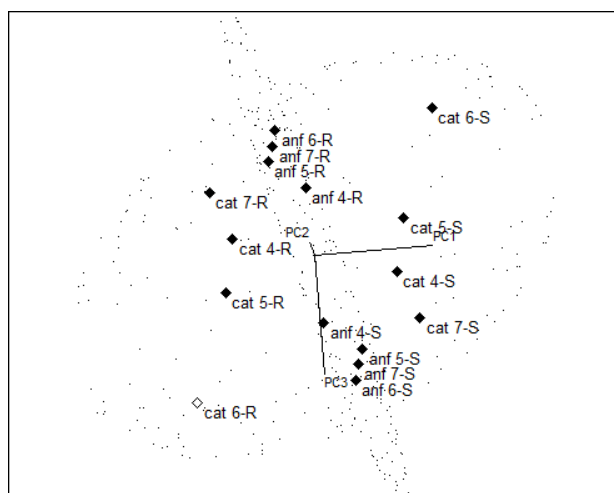 cat 6-S
anf 6-R
anf 7-R
anf 5-R
cat 7-R
anf 4-R
cat 5-S
PC2
PC1
cat 4-R
cat 4-S
cat 5-R
cat 7-S
anf 4-S
anf 5-S
anf 7-S
PC3
anf 6-S
cat 6-R